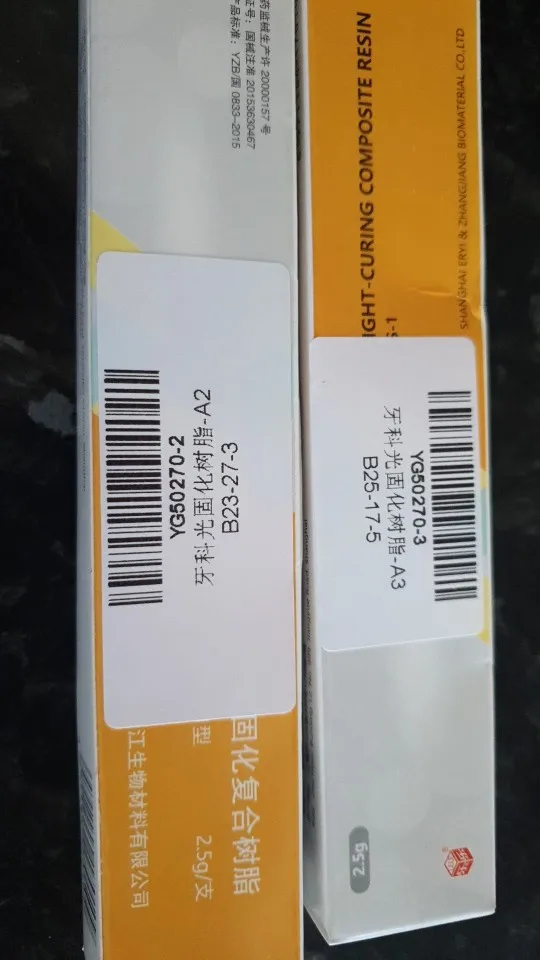 药监械生产许 20000157 号
证号：国械注准 20153630467
产品标准：YZB/国 0833-2015
YG50270-2
牙科光固化树脂-A2
B23-27-3
固化复合树脂
型
2.5g/支
江生物材料有限公司
IGHT-CURING COMPOSITE RESIN
S-1
SHANGHAI ERYI & ZHANGJIANG BIOMATERIAL CO.,LTD
YG50270-3
牙科光固化树脂-A3
B25-17-5
2.5g